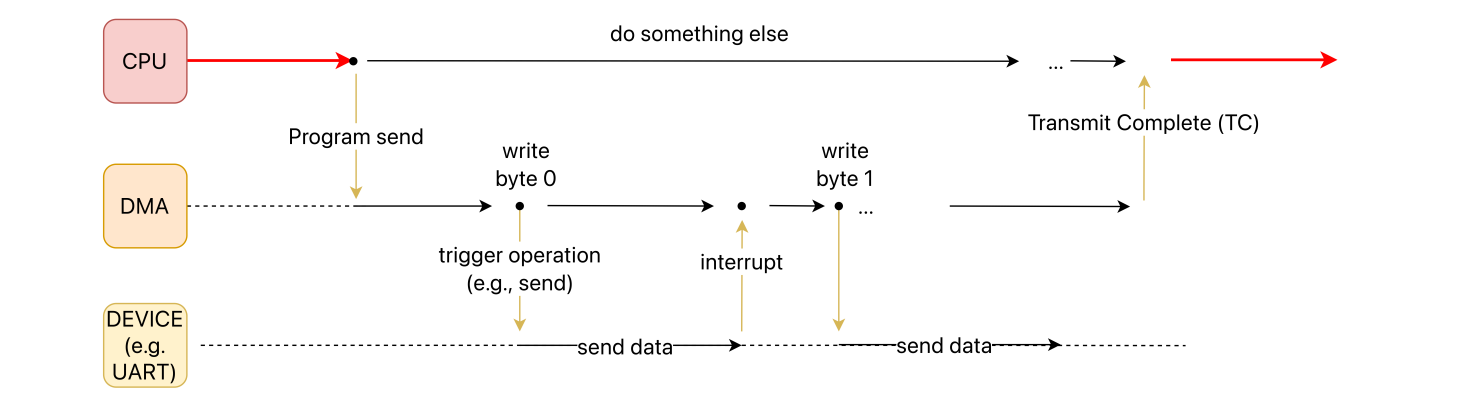 do something else
CPU
...
Program send
Transmit Complete (TC)
write
byte 0
write
byte 1
DMA
...
trigger operation
(e.g., send)
interrupt
DEVICE
(e.g.
UART)
send data
send data